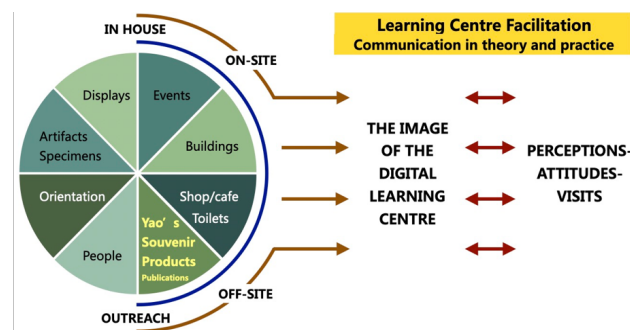 IN HOUSE
ON-SITE
Displays
Events
Artifacts
Specimens
Buildings
Orientation
Shop/cafe
Toilets
People
Yao's
Souvenir
Products
Publications
OFF-SITE
OUTREACH
Learning Centre Facilitation
Communication in theory and practice
THE IMAGE
OF THE
DIGITAL
LEARNING
CENTRE
PERCEPTIONS-
ATTITUDES-
VISITS